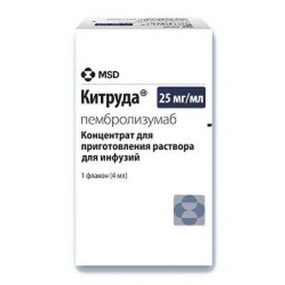 MSD
Китруда® 25 мг/мл
пембролизумаб
Концентрат для
приготовления раствора
для инфузий
1 флакон (4 мл)